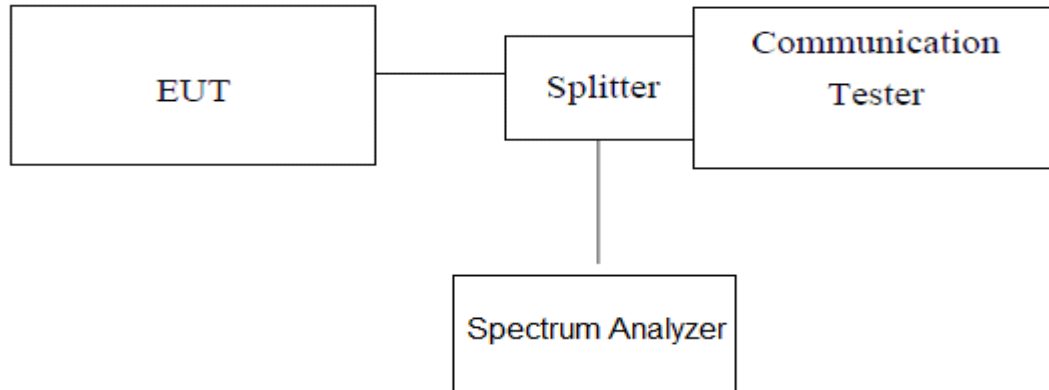 EUT
Splitter
Communication
Tester
Spectrum Analyzer